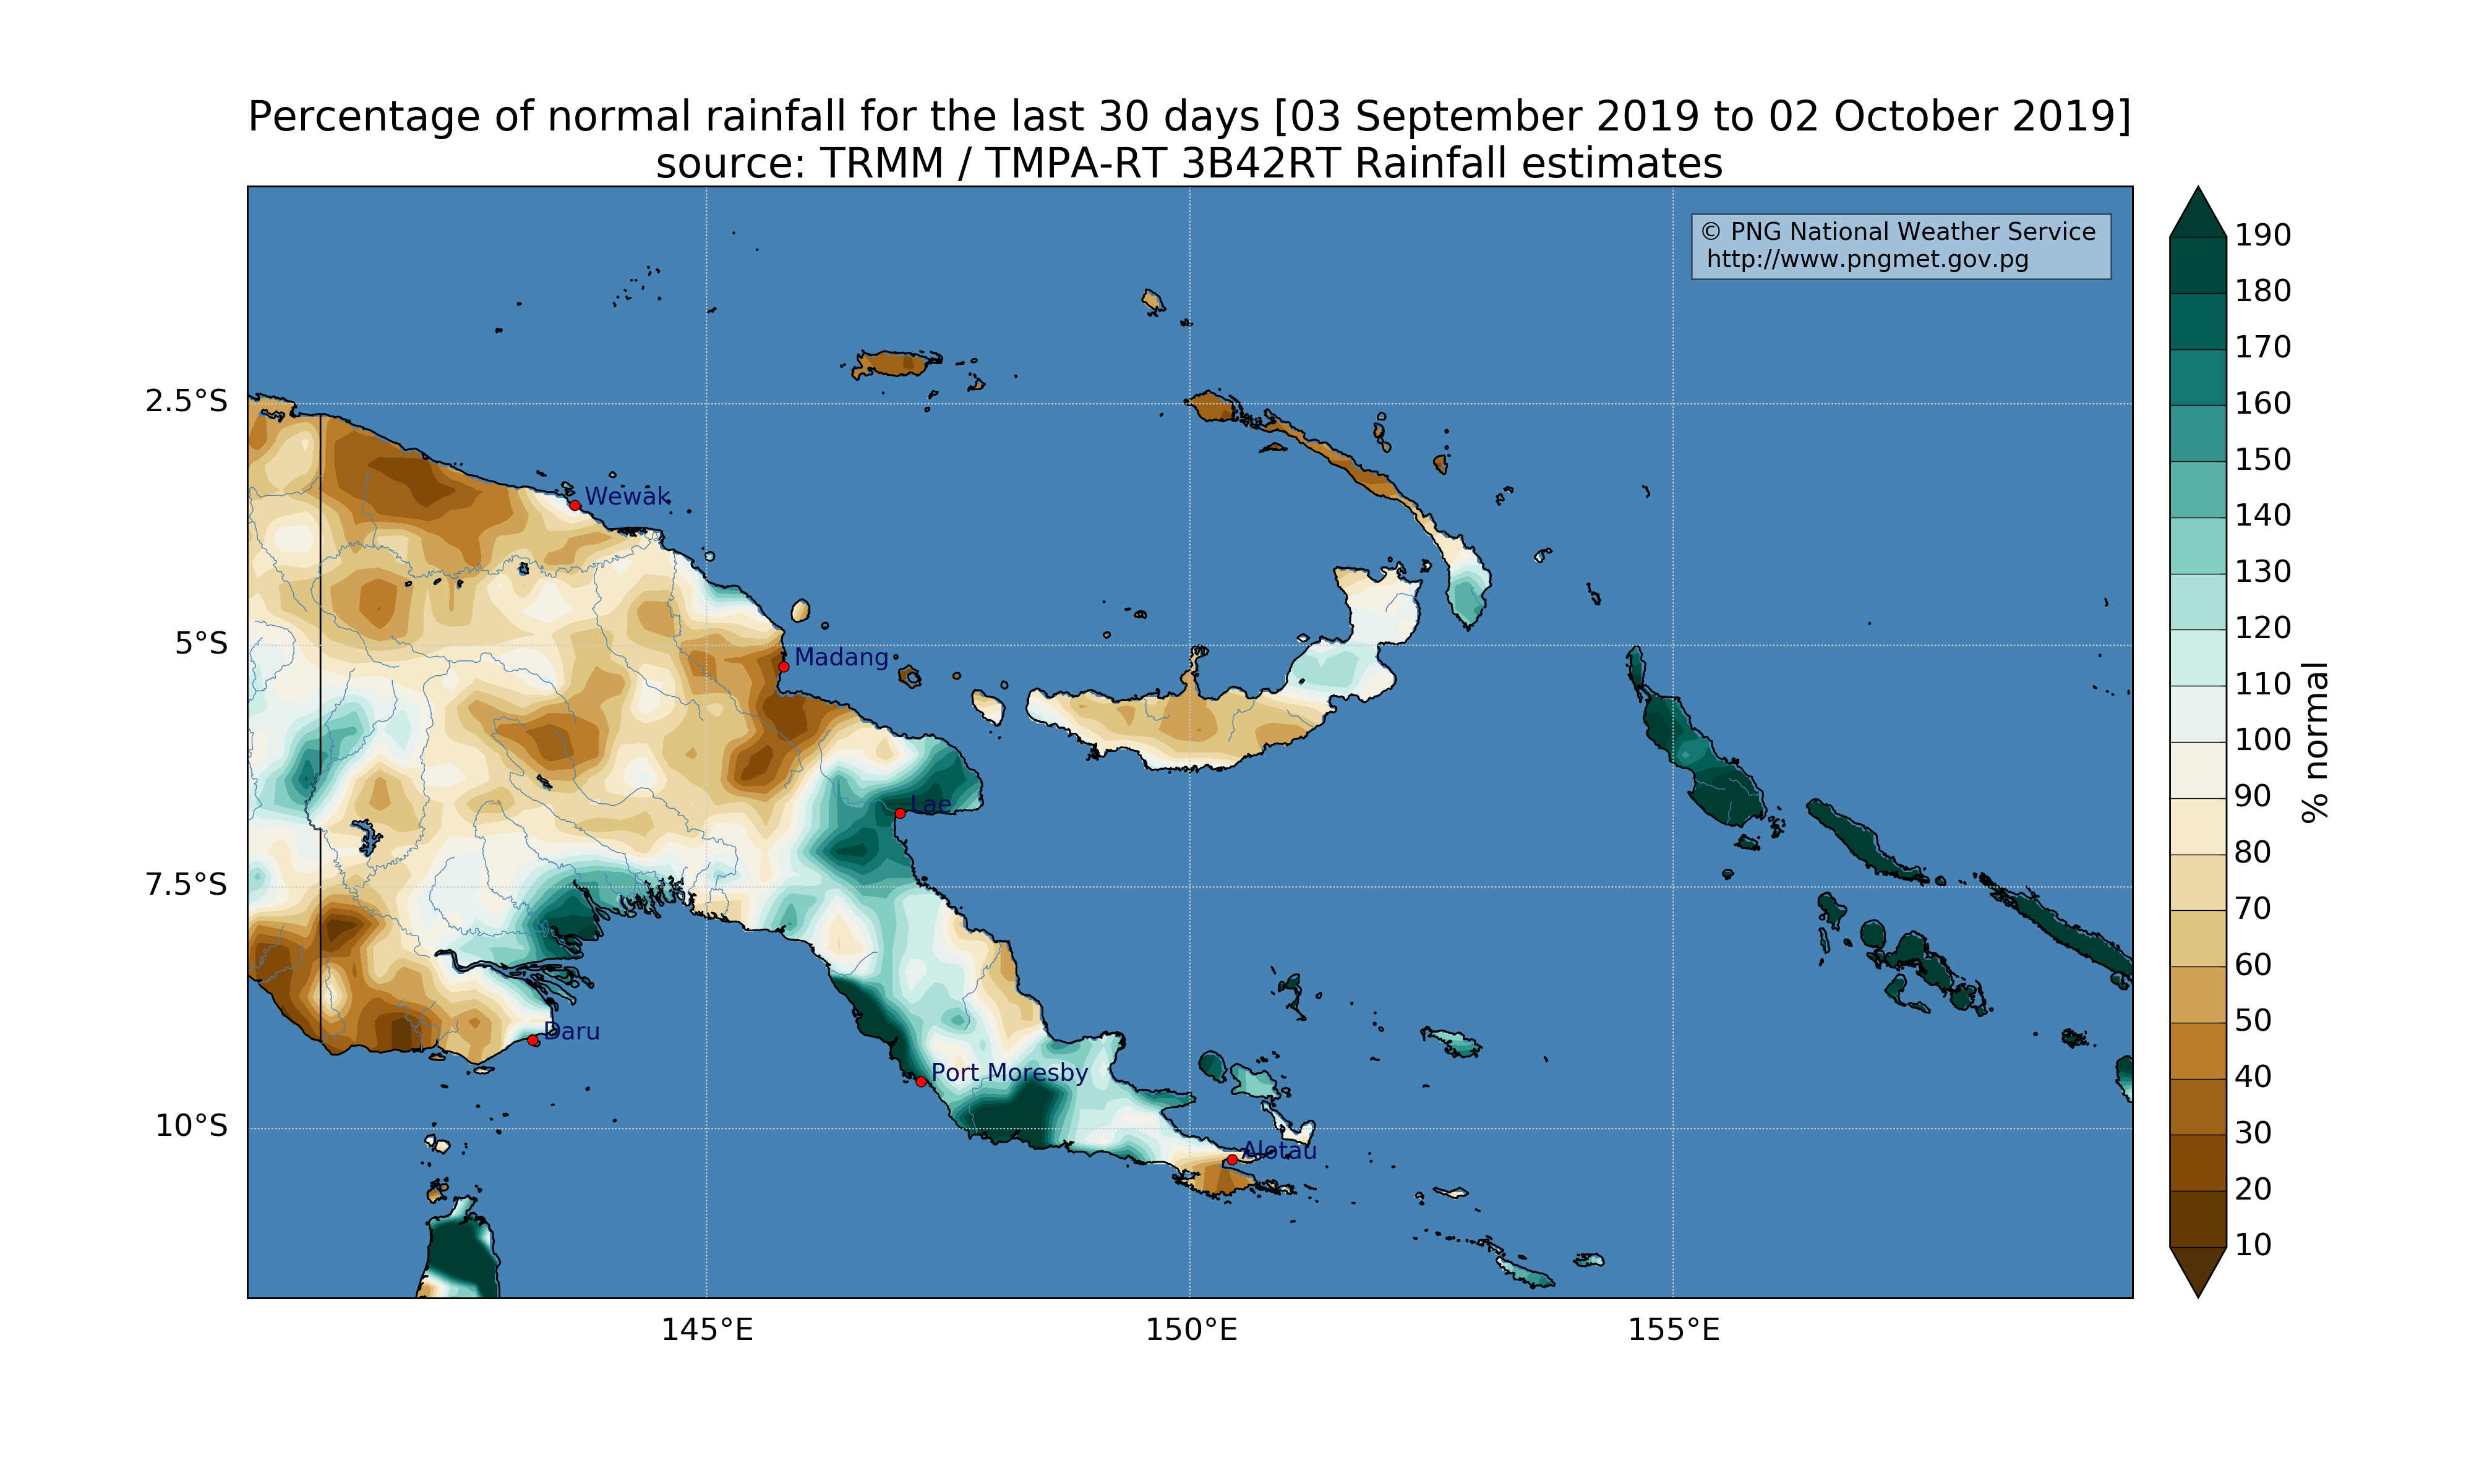 Percentage of normal rainfall for the last 30 days [03 September 2019 to 02 October 2019]
source: TRMM / TMPA-RT 3B42RT Rainfall estimates
© PNG National Weather Service
http://www.pngmet.gov.pg
2.5°S
5°S
7.5°S
10°S
145°E
150°E
155°E
Wewak
Madang
Lae
Daru
Port Moresby
Alotau
190
180
170
160
150
140
130
120
110
100
90
80
70
60
50
40
30
20
10
% normal